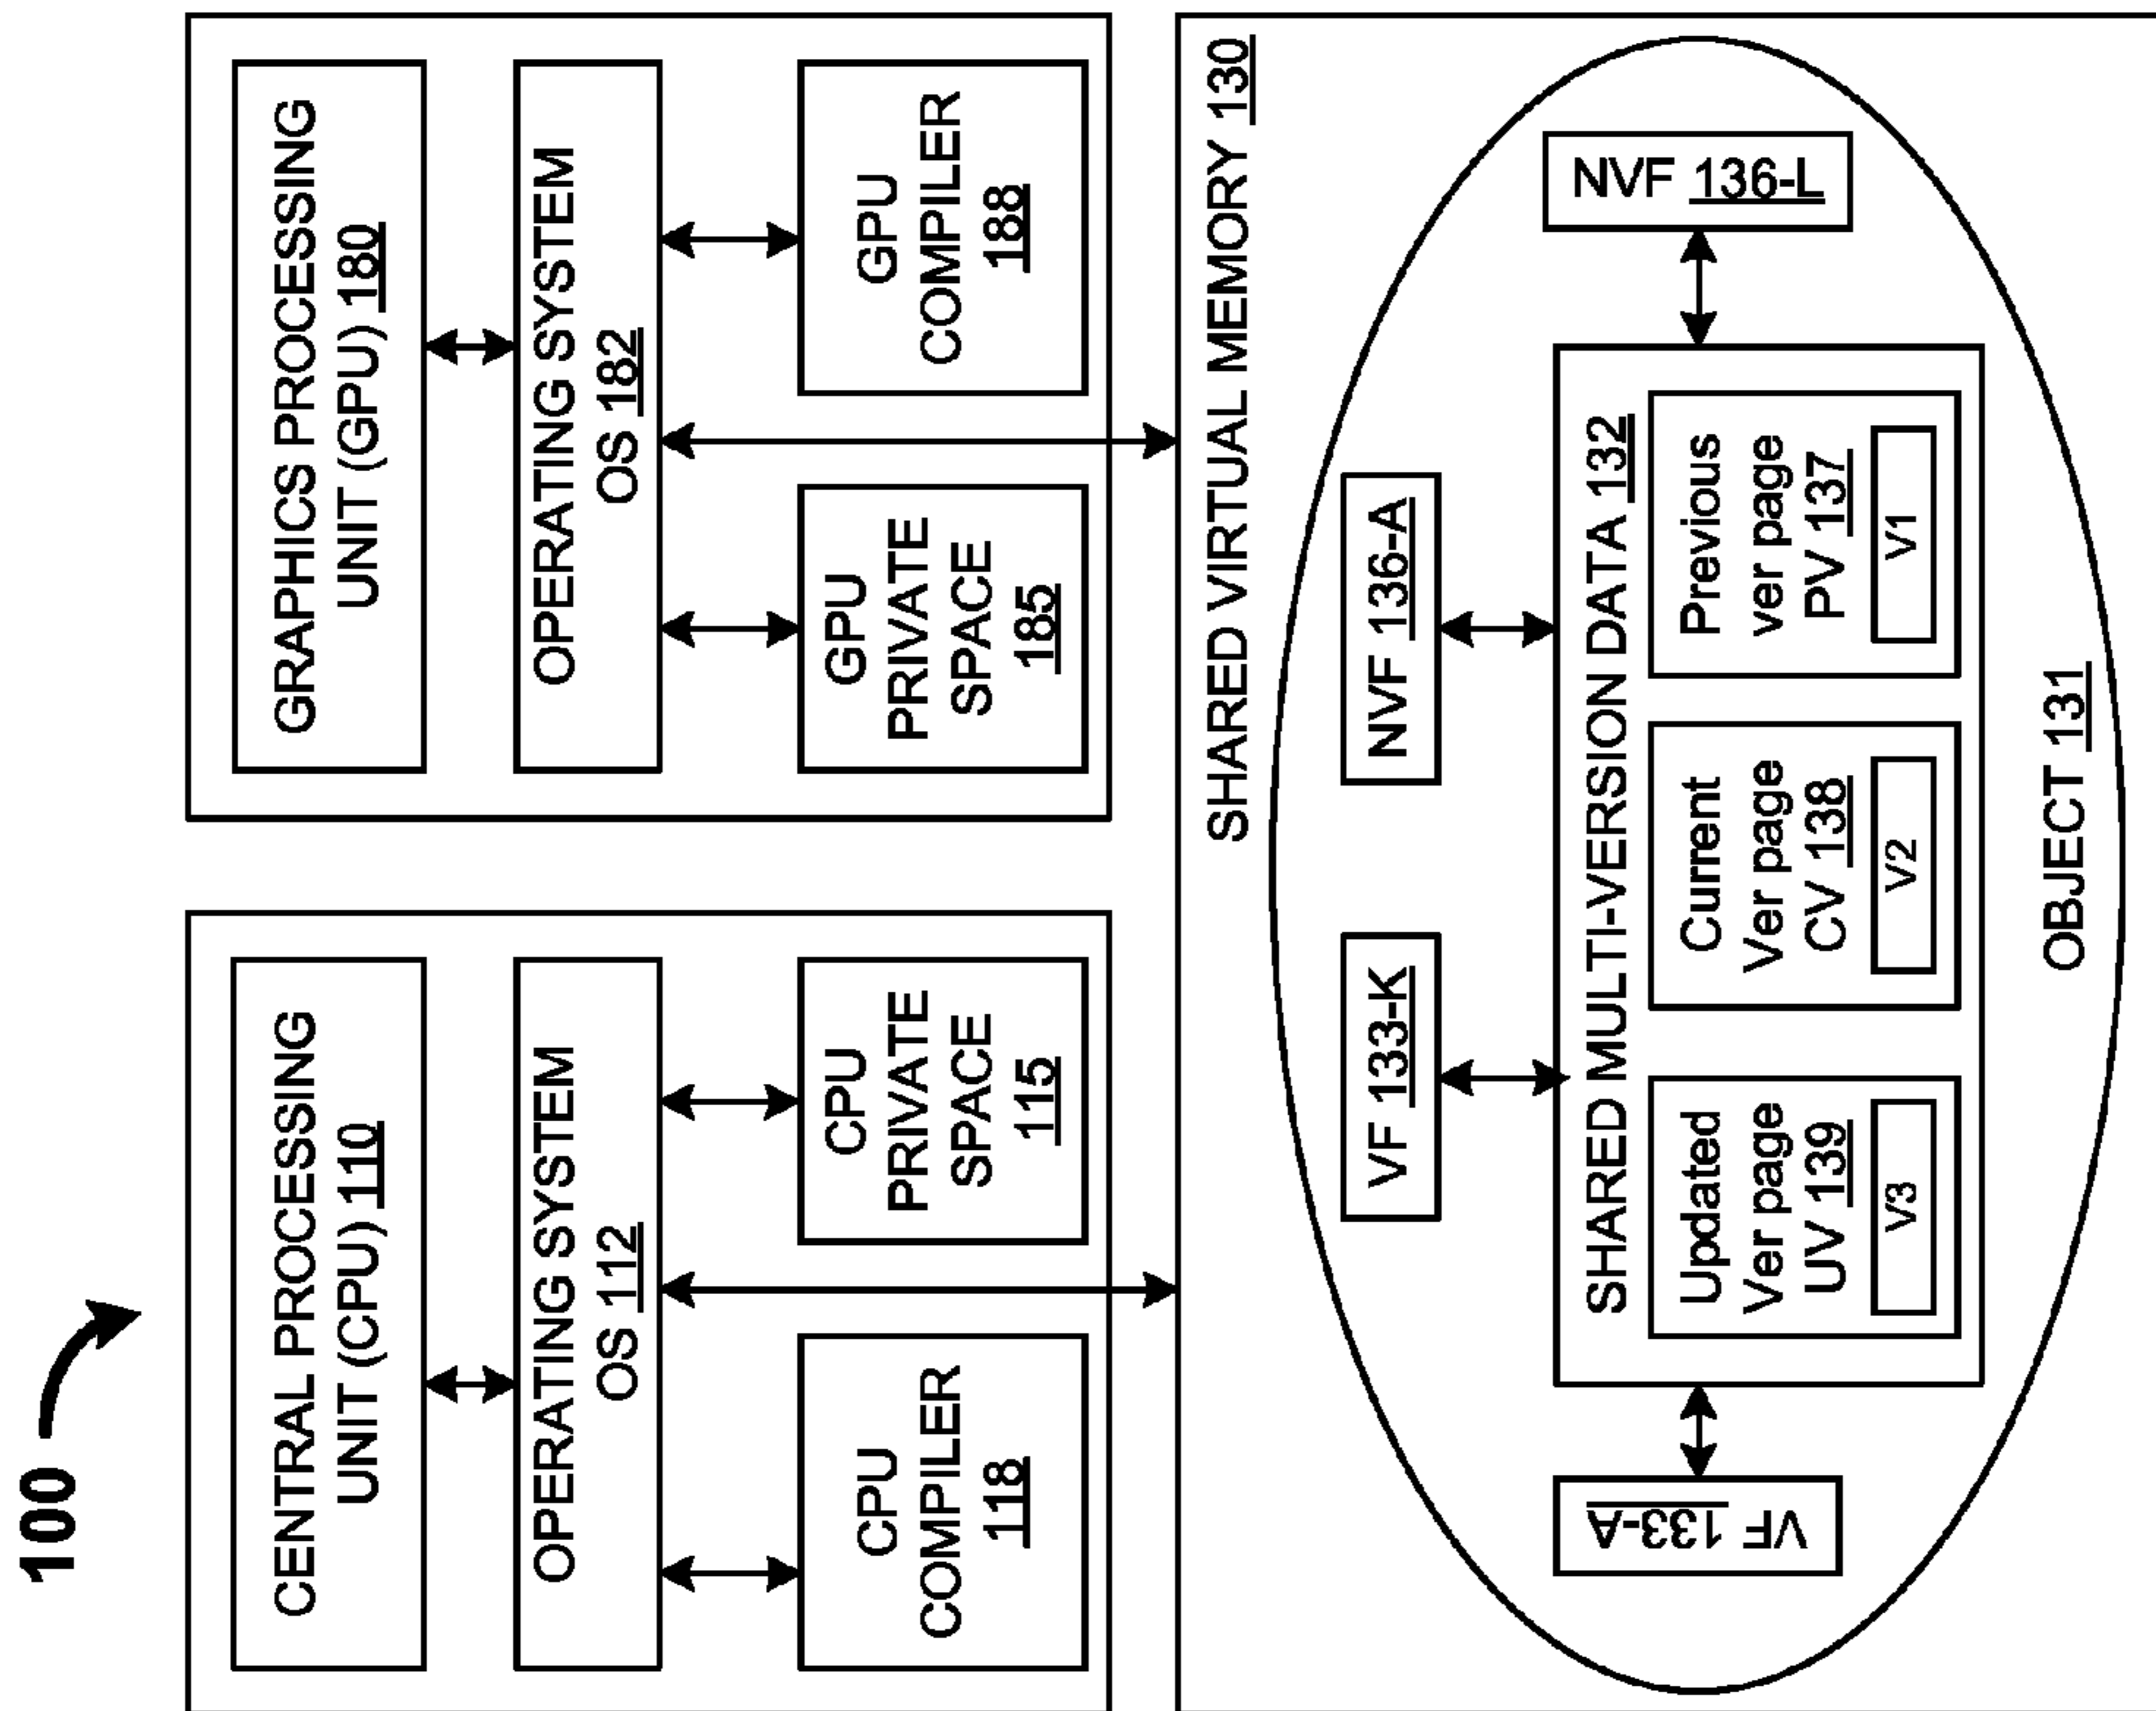 100
CENTRAL PROCESSING
UNIT (CPU) 110
OPERATING SYSTEM
OS 112
CPU
COMPILER
118
CPU
PRIVATE
SPACE
115
GRAPHICS PROCESSING
UNIT (GPU) 180
OPERATING SYSTEM
OS 182
GPU
PRIVATE
SPACE
185
GPU
COMPILER
188
SHARED VIRTUAL MEMORY 130
VF 133-K
NVF 136-A
VF 133-A
SHARED MULTI-VERSION DATA 132
Updated
Ver page
UV 139
V3
Current
Ver page
CV 138
V2
Previous
ver page
PV 137
V1
NVF 136-L
OBJECT 131